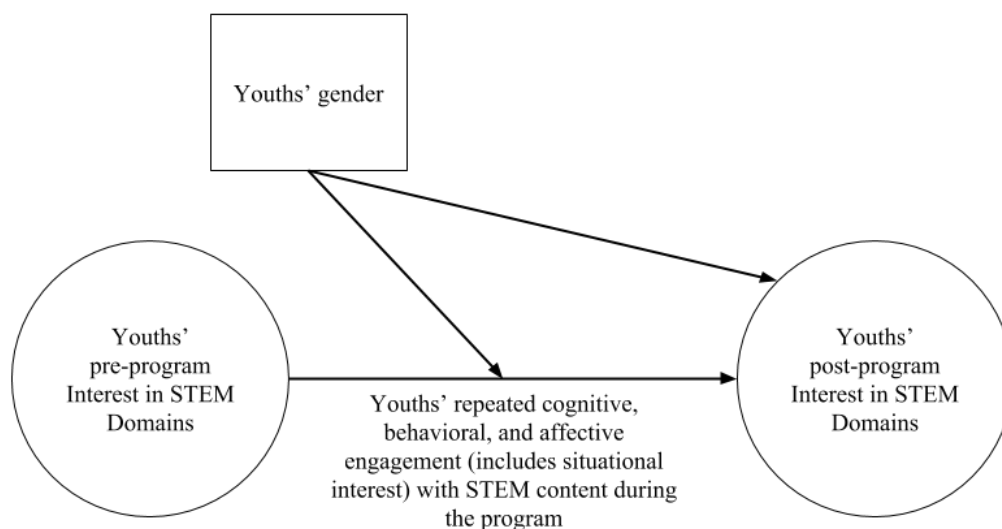 Youths’ gender
Youths’
pre-program
Interest in STEM
Domains
Youths’ repeated cognitive,
behavioral, and affective
engagement (includes situational
interest) with STEM content during
the program
Youths’
post-program
Interest in STEM
Domains